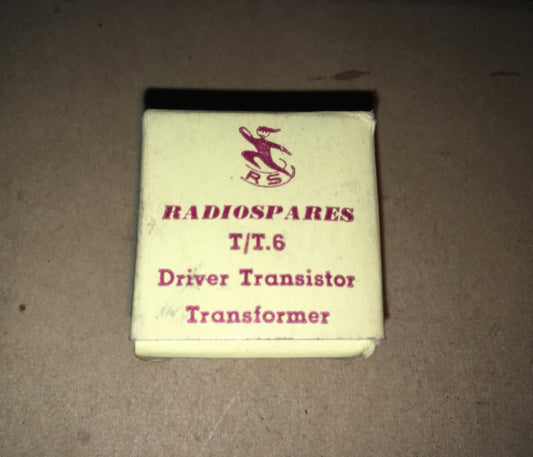 RS
RADIOSPARES
T/T.6
Driver Transistor
Transformer